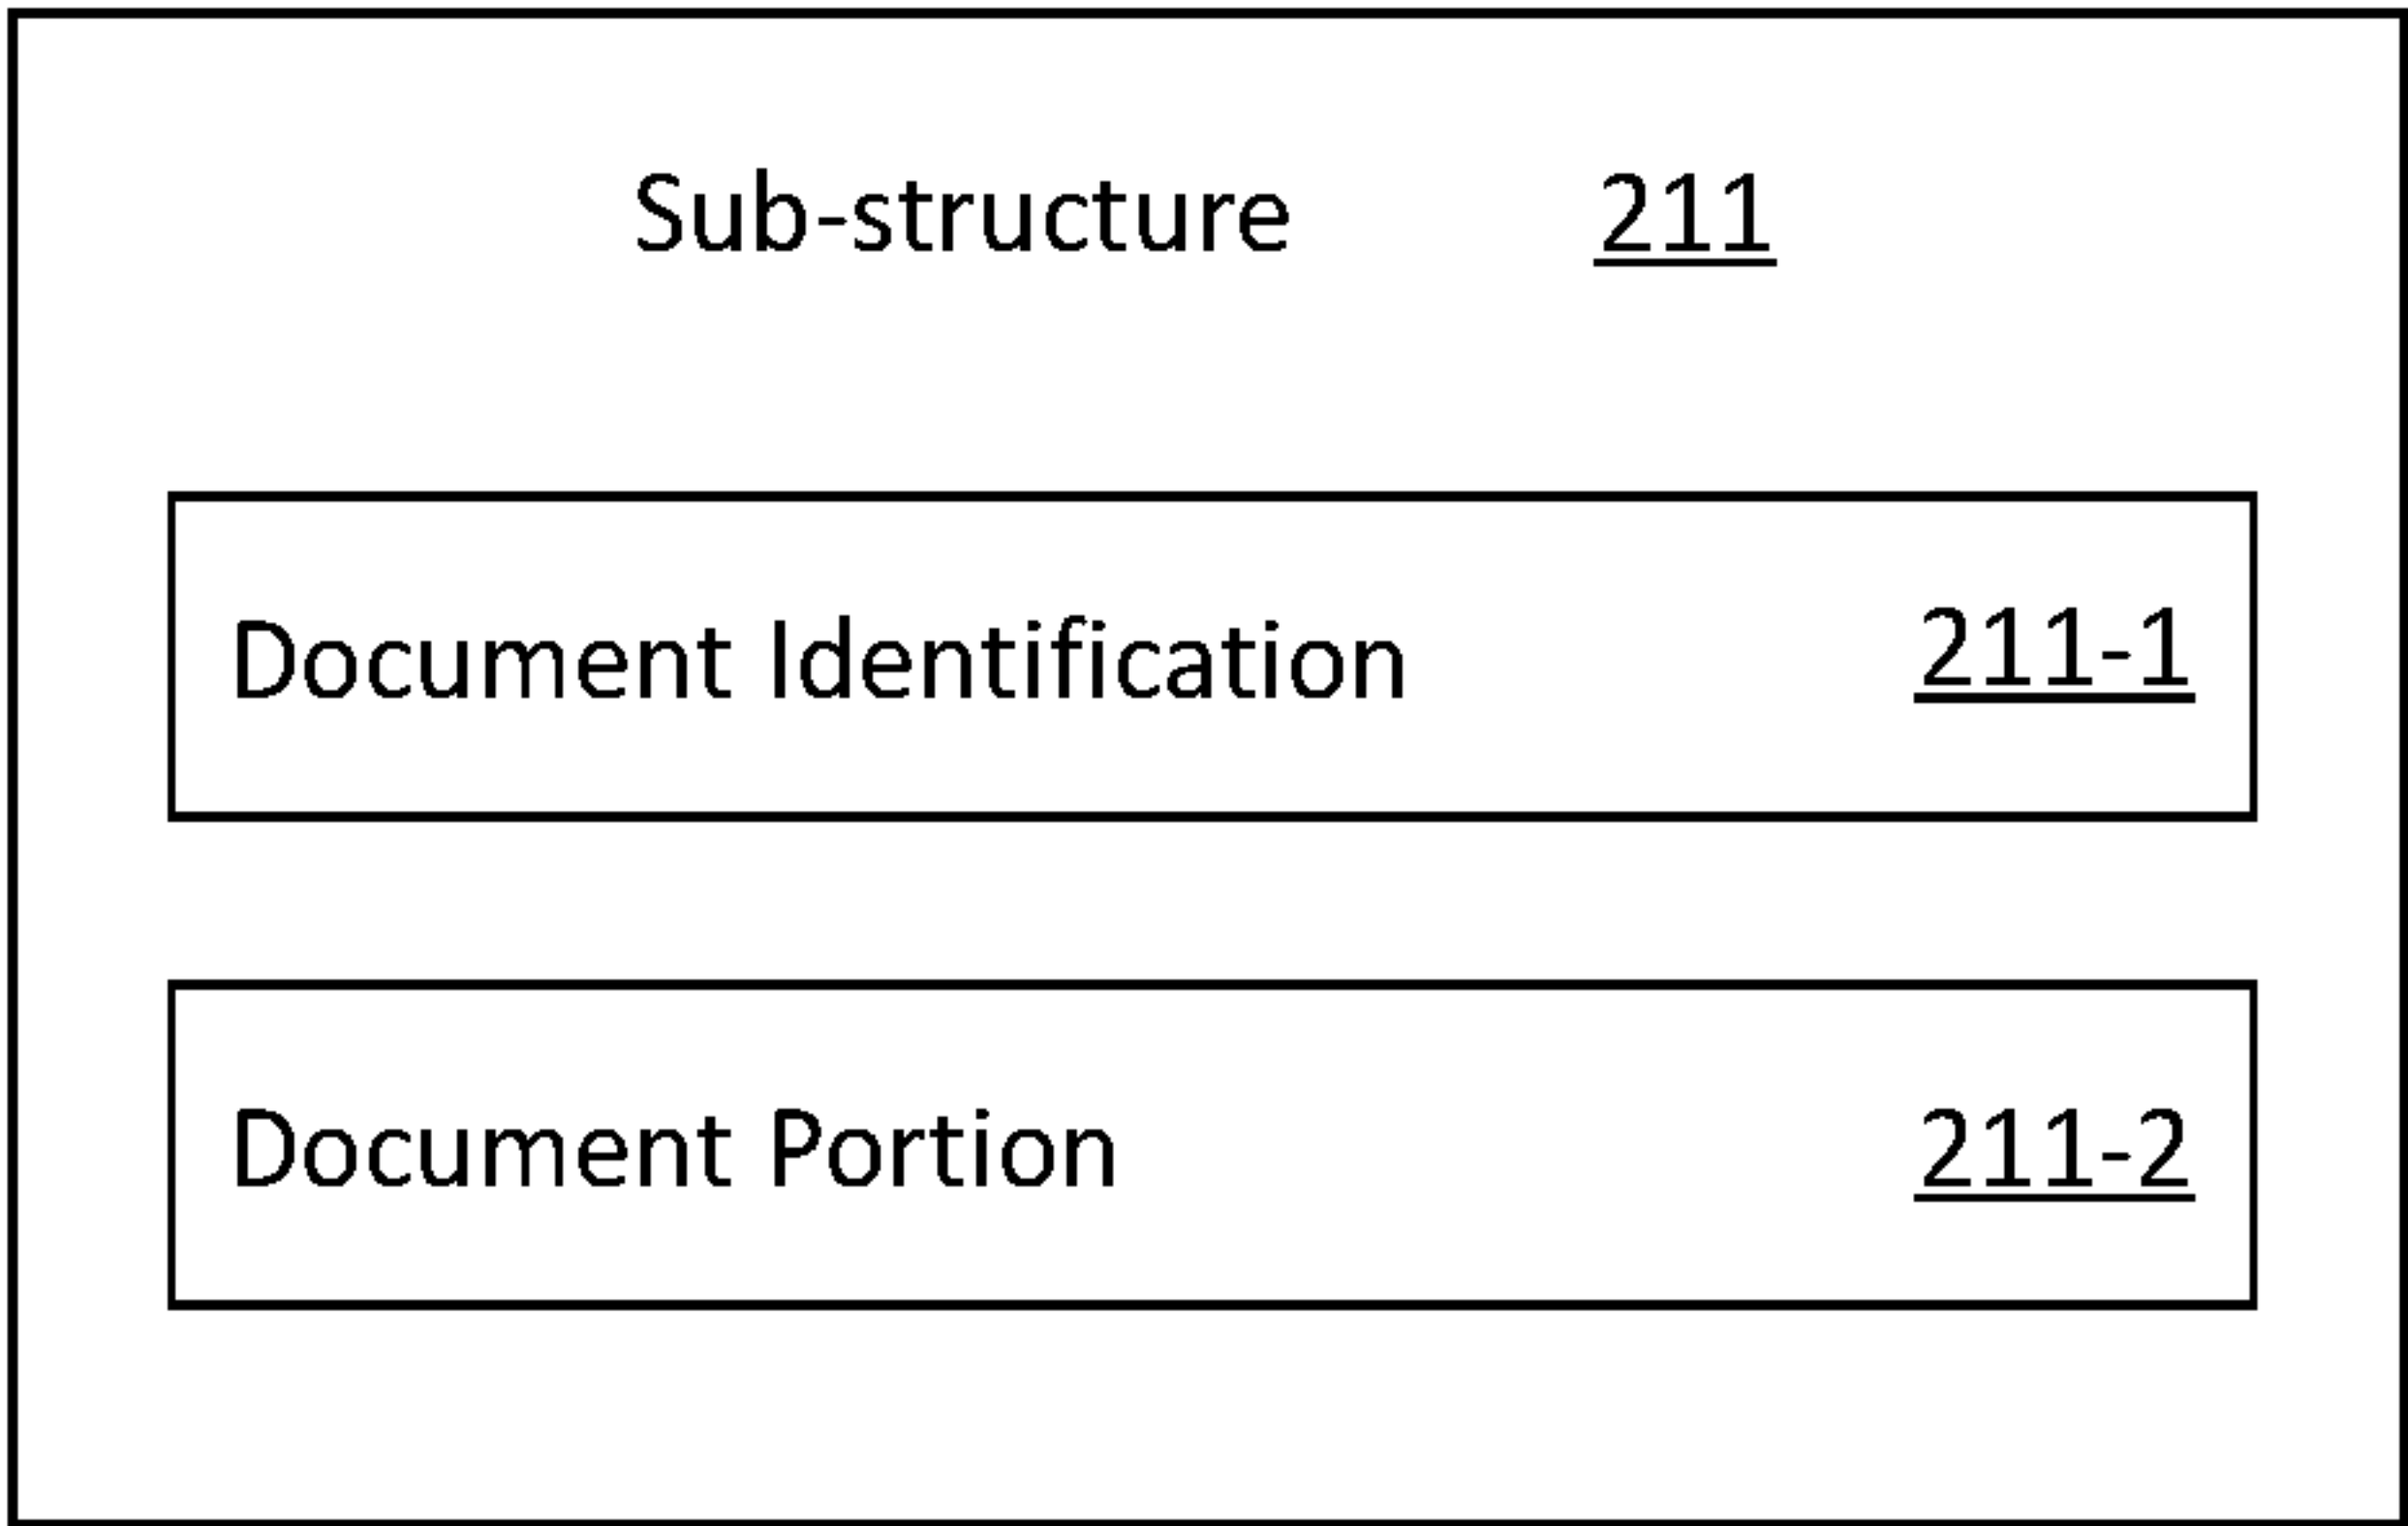 Sub-structure 211
Document Identification 211-1
Document Portion 211-2